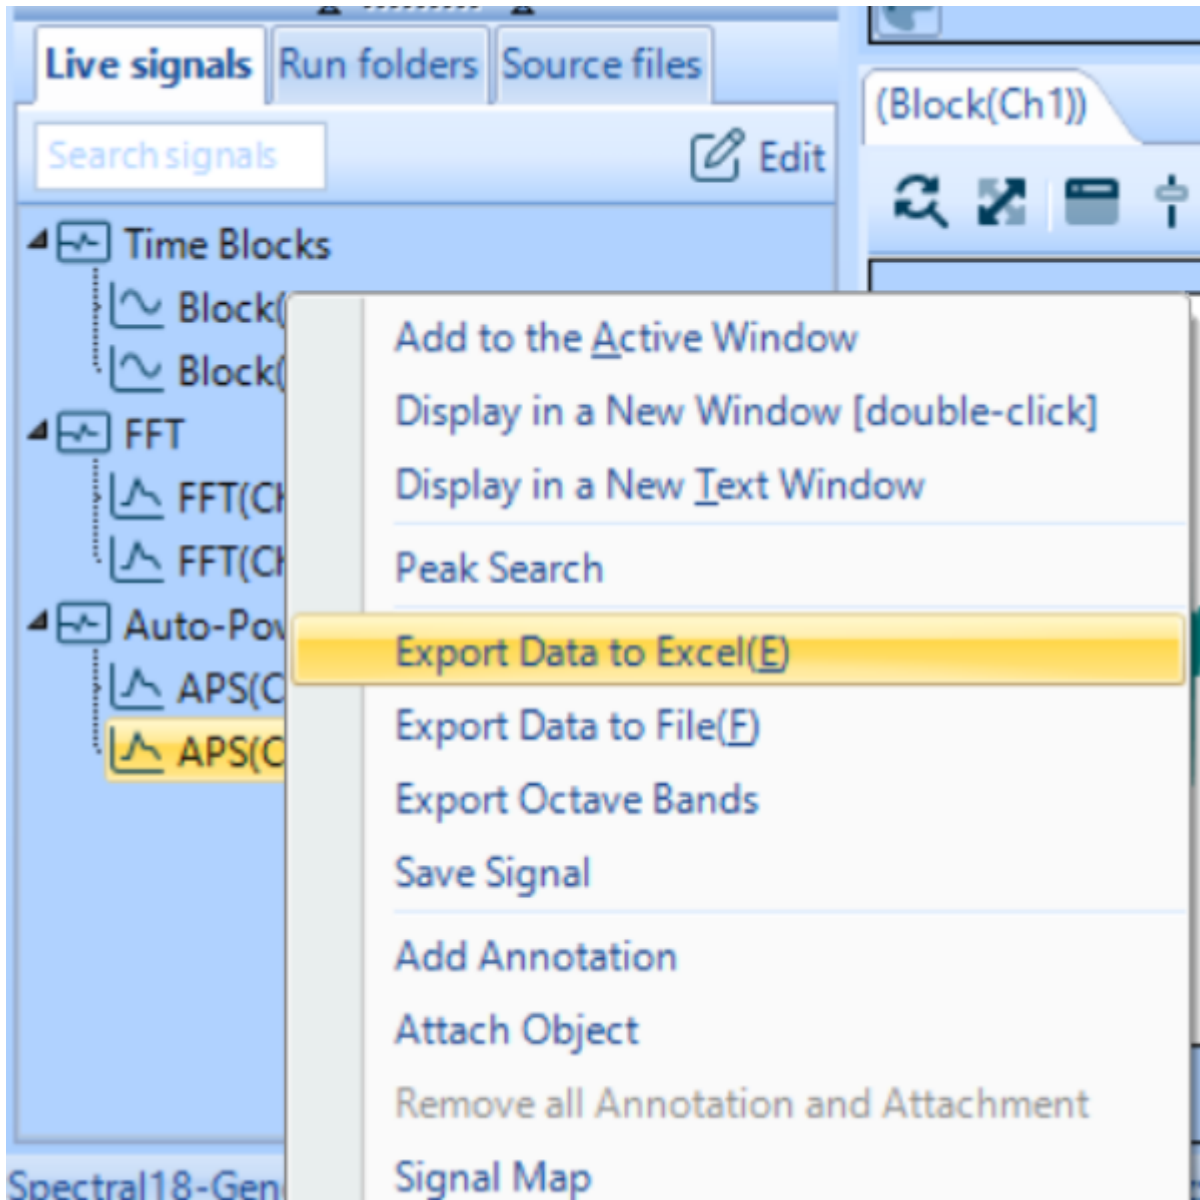 Live signals
Run folders
Source files
(Block(Ch1))
Search signals
Edit
Time Blocks
Block(
Block(
FFT
FFT(Ch
FFT(Ch
Auto-Pow
APS(C
APS(C
Add to the Active Window
Display in a New Window [double-click]
Display in a New Text Window
Peak Search
Export Data to Excel(E)
Export Data to File(F)
Export Octave Bands
Save Signal
Add Annotation
Attach Object
Remove all Annotation and Attachment
Signal Map
Spectral18-Gen